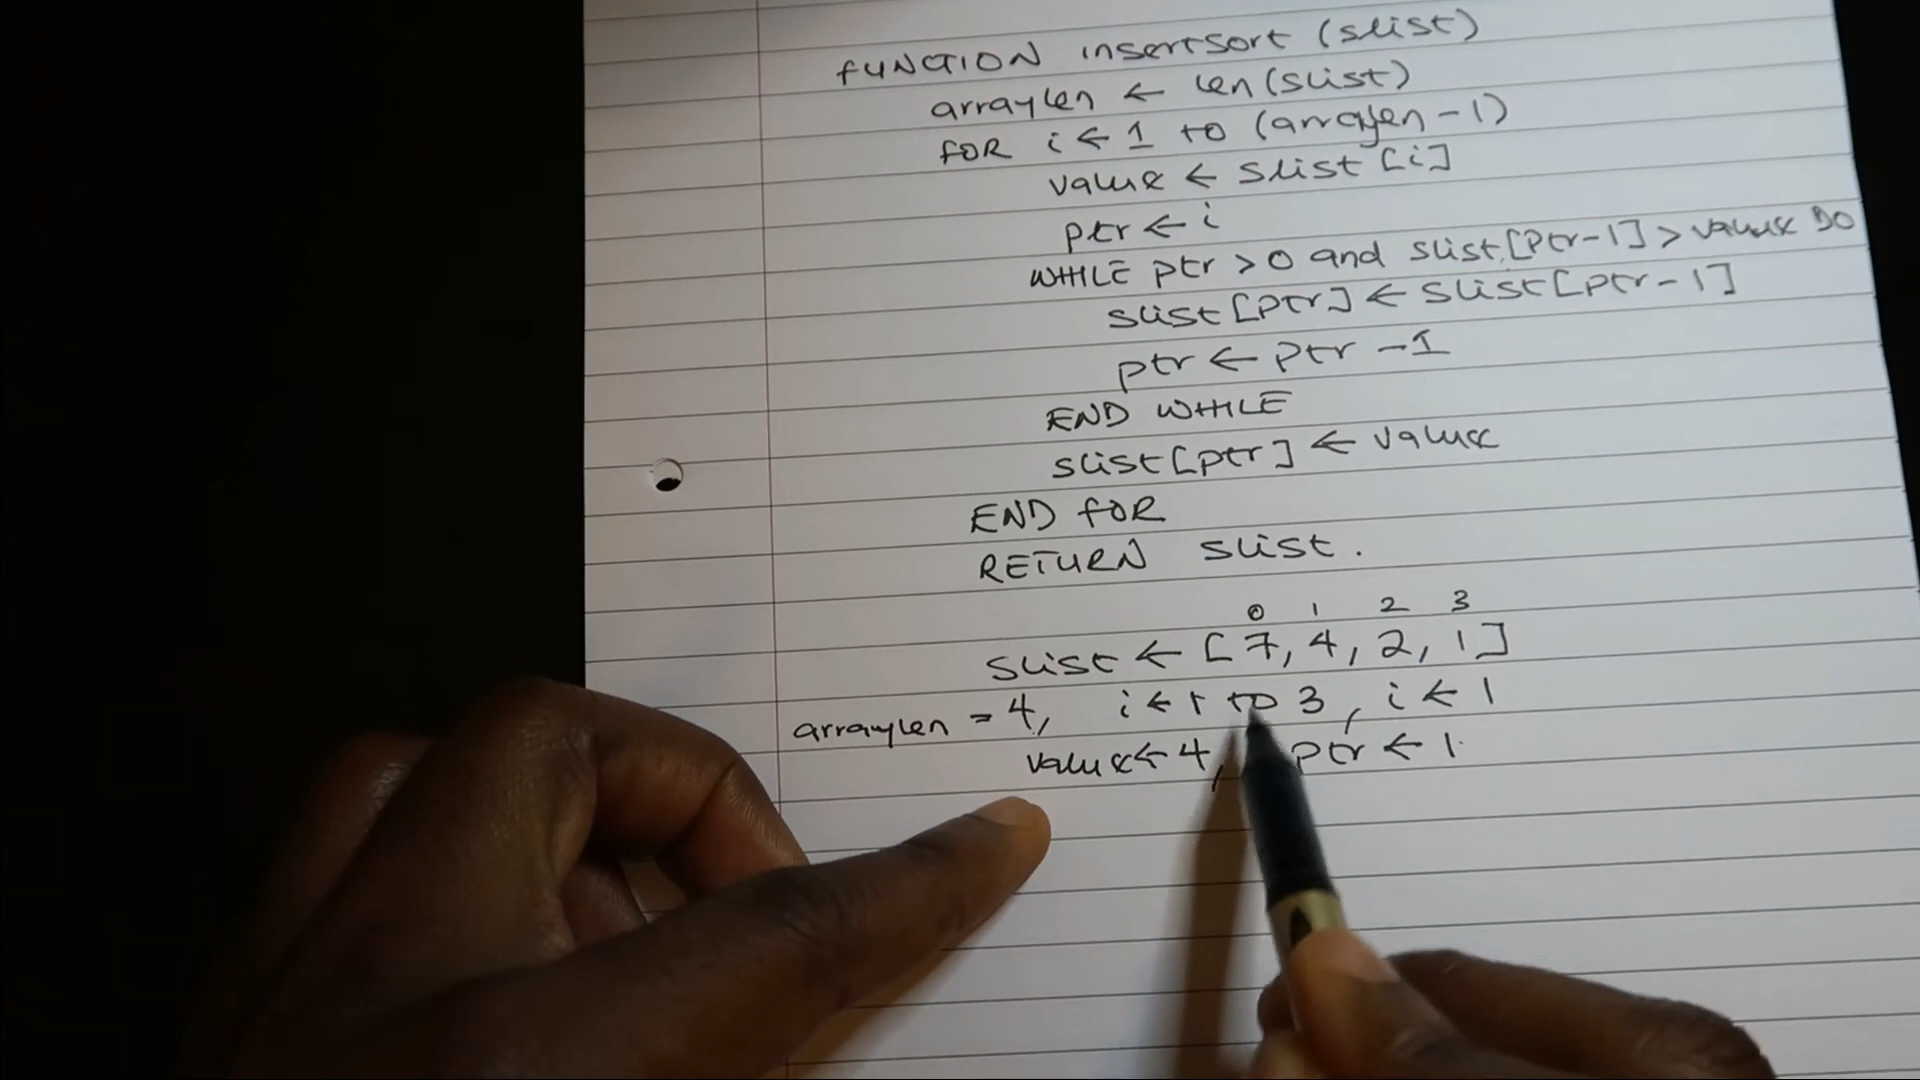 FUNCTION insertsort (slist)
arraylen ← len(slist)
FOR i ← 1 to (arraylen - 1)
value ← slist [i]
ptr ← i
WHILE ptr > 0 and slist[ptr-1] > value DO
slist [ptr] ← slist[ptr-1]
ptr ← ptr - 1
END WHILE
slist[ptr] ← value
END FOR
RETURN slist.
0 1 2 3
slist ← [7, 4, 2, 1]
arraylen = 4, i ← 1 to 3, i ← 1
value ← 4, ptr ← 1